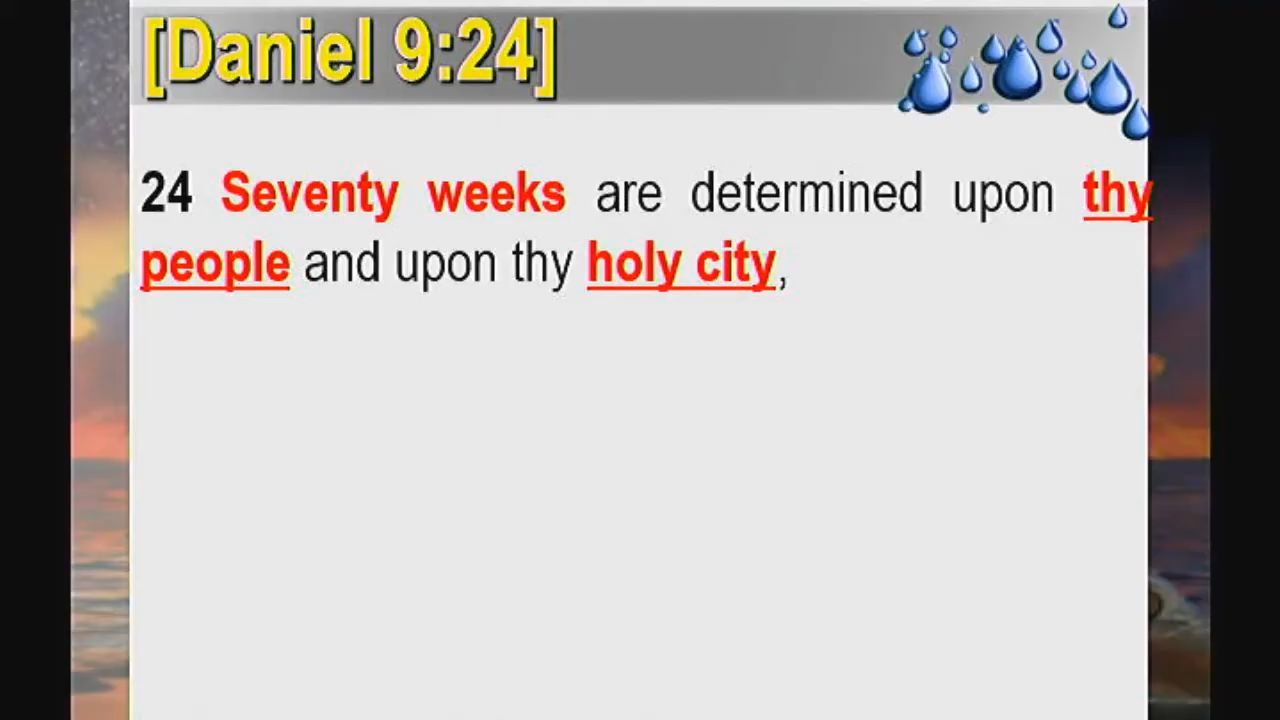 [Daniel 9:24]
24 Seventy weeks are determined upon thy
people and upon thy holy city,